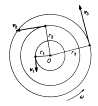 v₃
v₂
r₂
r₁
r₃
v₁
O
ω